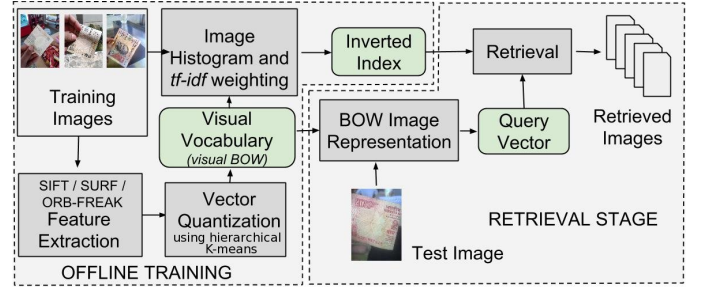 Training
Images
Image
Histogram and
tf-idf weighting
Inverted
Index
Retrieval
Retrieved
Images
Visual
Vocabulary
(visual BOW)
BOW Image
Representation
Query
Vector
SIFT / SURF /
ORB-FREAK
Feature
Extraction
Vector
Quantization
using hierarchical
K-means
Test Image
RETRIEVAL STAGE
OFFLINE TRAINING